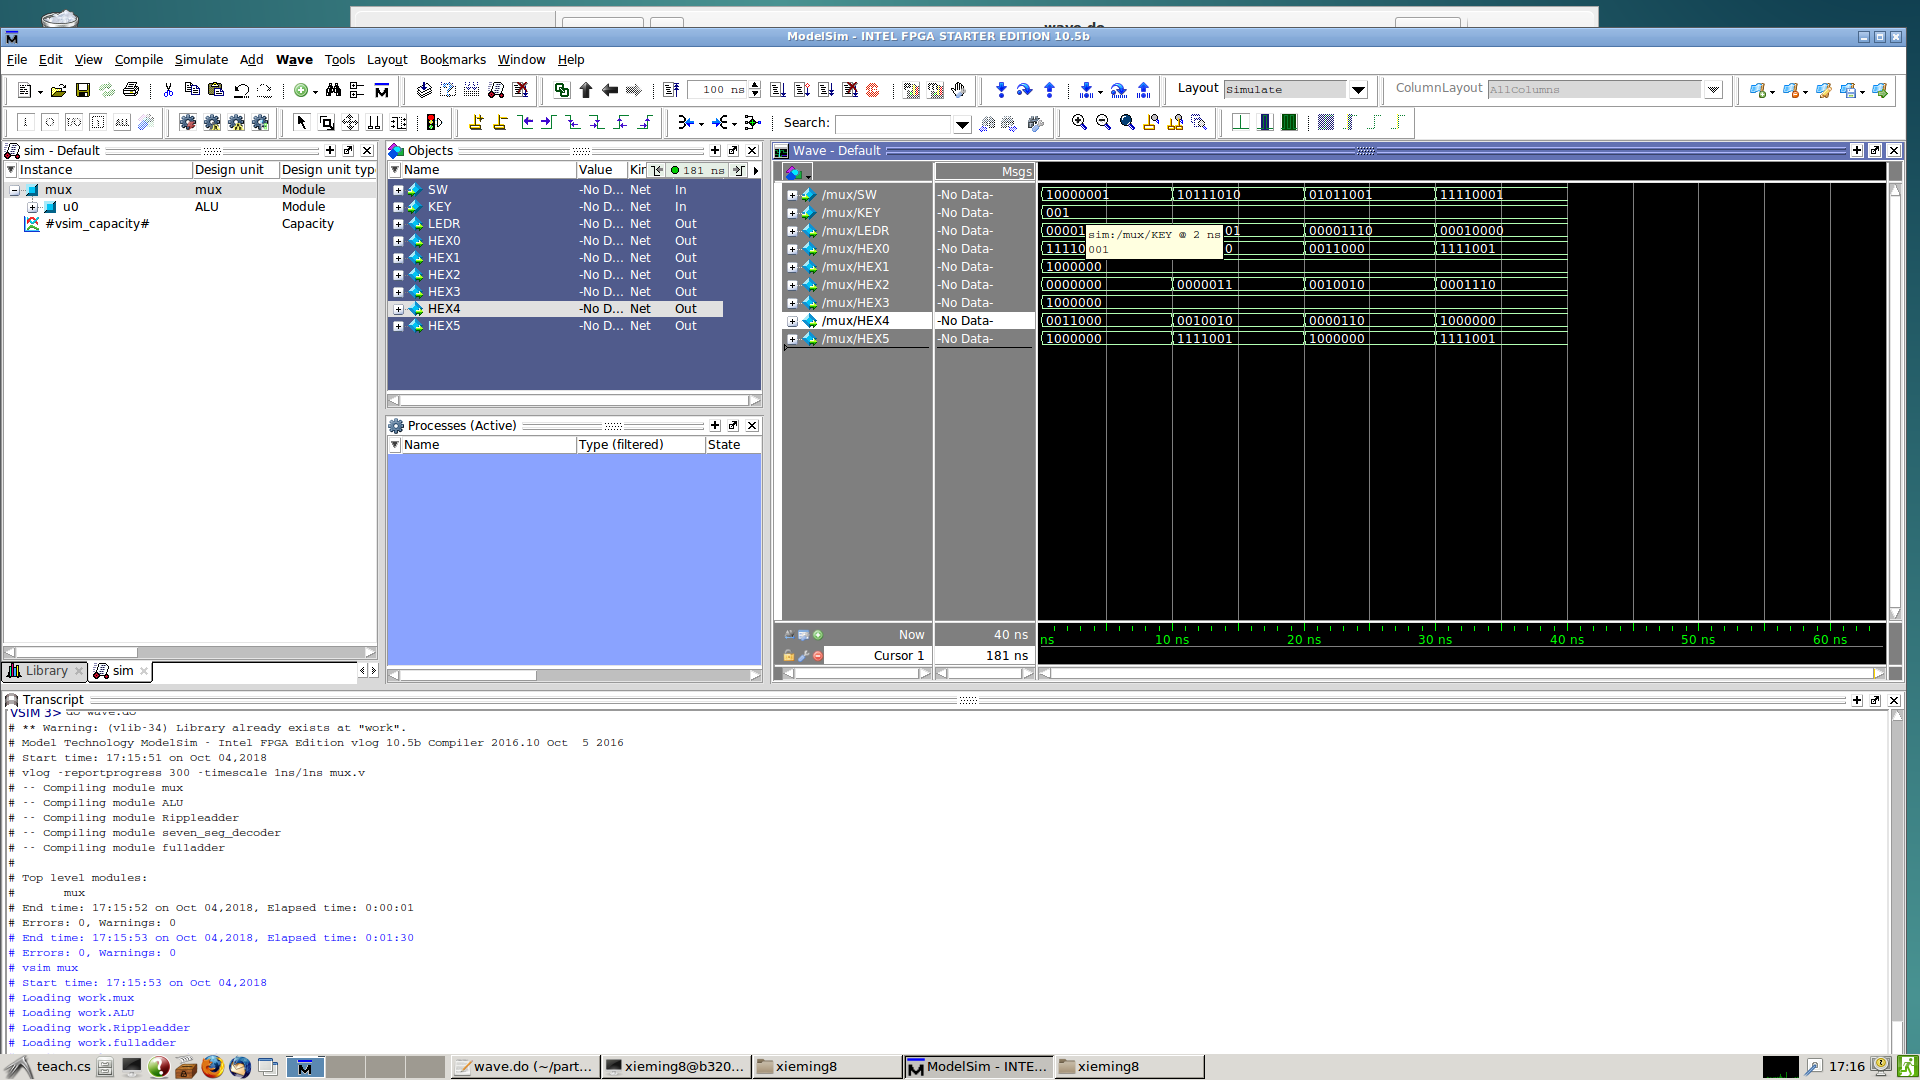 wave.do
ModelSim - INTEL FPGA STARTER EDITION 10.5b
File Edit View Compile Simulate Add Wave Tools Layout Bookmarks Window Help
100 ns
Layout Simulate
ColumnLayout AllColumns
Search:
sim - Default
Instance Design unit Design unit type
mux mux Module
u0 ALU Module
#vsim_capacity# Capacity
Library sim
Objects
Name Value Kin 181 ns
SW -No D... Net In
KEY -No D... Net In
LEDR -No D... Net Out
HEX0 -No D... Net Out
HEX1 -No D... Net Out
HEX2 -No D... Net Out
HEX3 -No D... Net Out
HEX4 -No D... Net Out
HEX5 -No D... Net Out
Processes (Active)
Name Type (filtered) State
Wave - Default
Msgs
/mux/SW -No Data- 10000001 10111010 01011001 11110001
/mux/KEY -No Data- 001
/mux/LEDR -No Data- 00001 01 00001110 00010000
/mux/HEX0 -No Data- 11110 0 0011000 1111001
/mux/HEX1 -No Data- 1000000
/mux/HEX2 -No Data- 0000000 0000011 0010010 0001110
/mux/HEX3 -No Data- 1000000
/mux/HEX4 -No Data- 0011000 0010010 0000110 1000000
/mux/HEX5 -No Data- 1000000 1111001 1000000 1111001
sim:/mux/KEY @ 2 ns
001
Now 40 ns
ns 10 ns 20 ns 30 ns 40 ns 50 ns 60 ns
Cursor 1 181 ns
Transcript
VSIM 3> do wave.do
# ** Warning: (vlib-34) Library already exists at "work".
# Model Technology ModelSim - Intel FPGA Edition vlog 10.5b Compiler 2016.10 Oct  5 2016
# Start time: 17:15:51 on Oct 04,2018
# vlog -reportprogress 300 -timescale 1ns/1ns mux.v
# -- Compiling module mux
# -- Compiling module ALU
# -- Compiling module Rippleadder
# -- Compiling module seven_seg_decoder
# -- Compiling module fulladder
#
# Top level modules:
#       mux
# End time: 17:15:52 on Oct 04,2018, Elapsed time: 0:00:01
# Errors: 0, Warnings: 0
# End time: 17:15:53 on Oct 04,2018, Elapsed time: 0:01:30
# Errors: 0, Warnings: 0
# vsim mux
# Start time: 17:15:53 on Oct 04,2018
# Loading work.mux
# Loading work.ALU
# Loading work.Rippleadder
# Loading work.fulladder
teach.cs wave.do (~/part... xieming8@b320... xieming8 ModelSim - INTE... xieming8 17:16